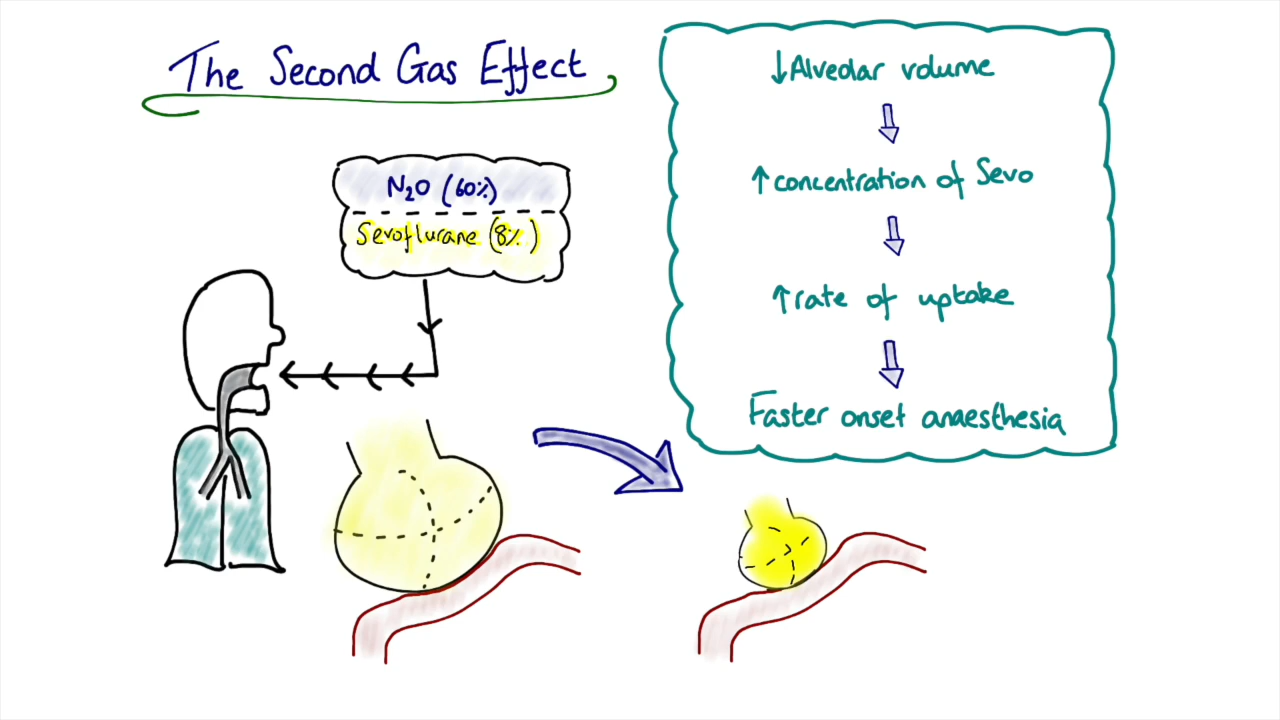 The Second Gas Effect
N₂O (60%)
Sevoflurane (8%)
↓Alveolar volume
↑concentration of Sevo
↑rate of uptake
Faster onset anaesthesia